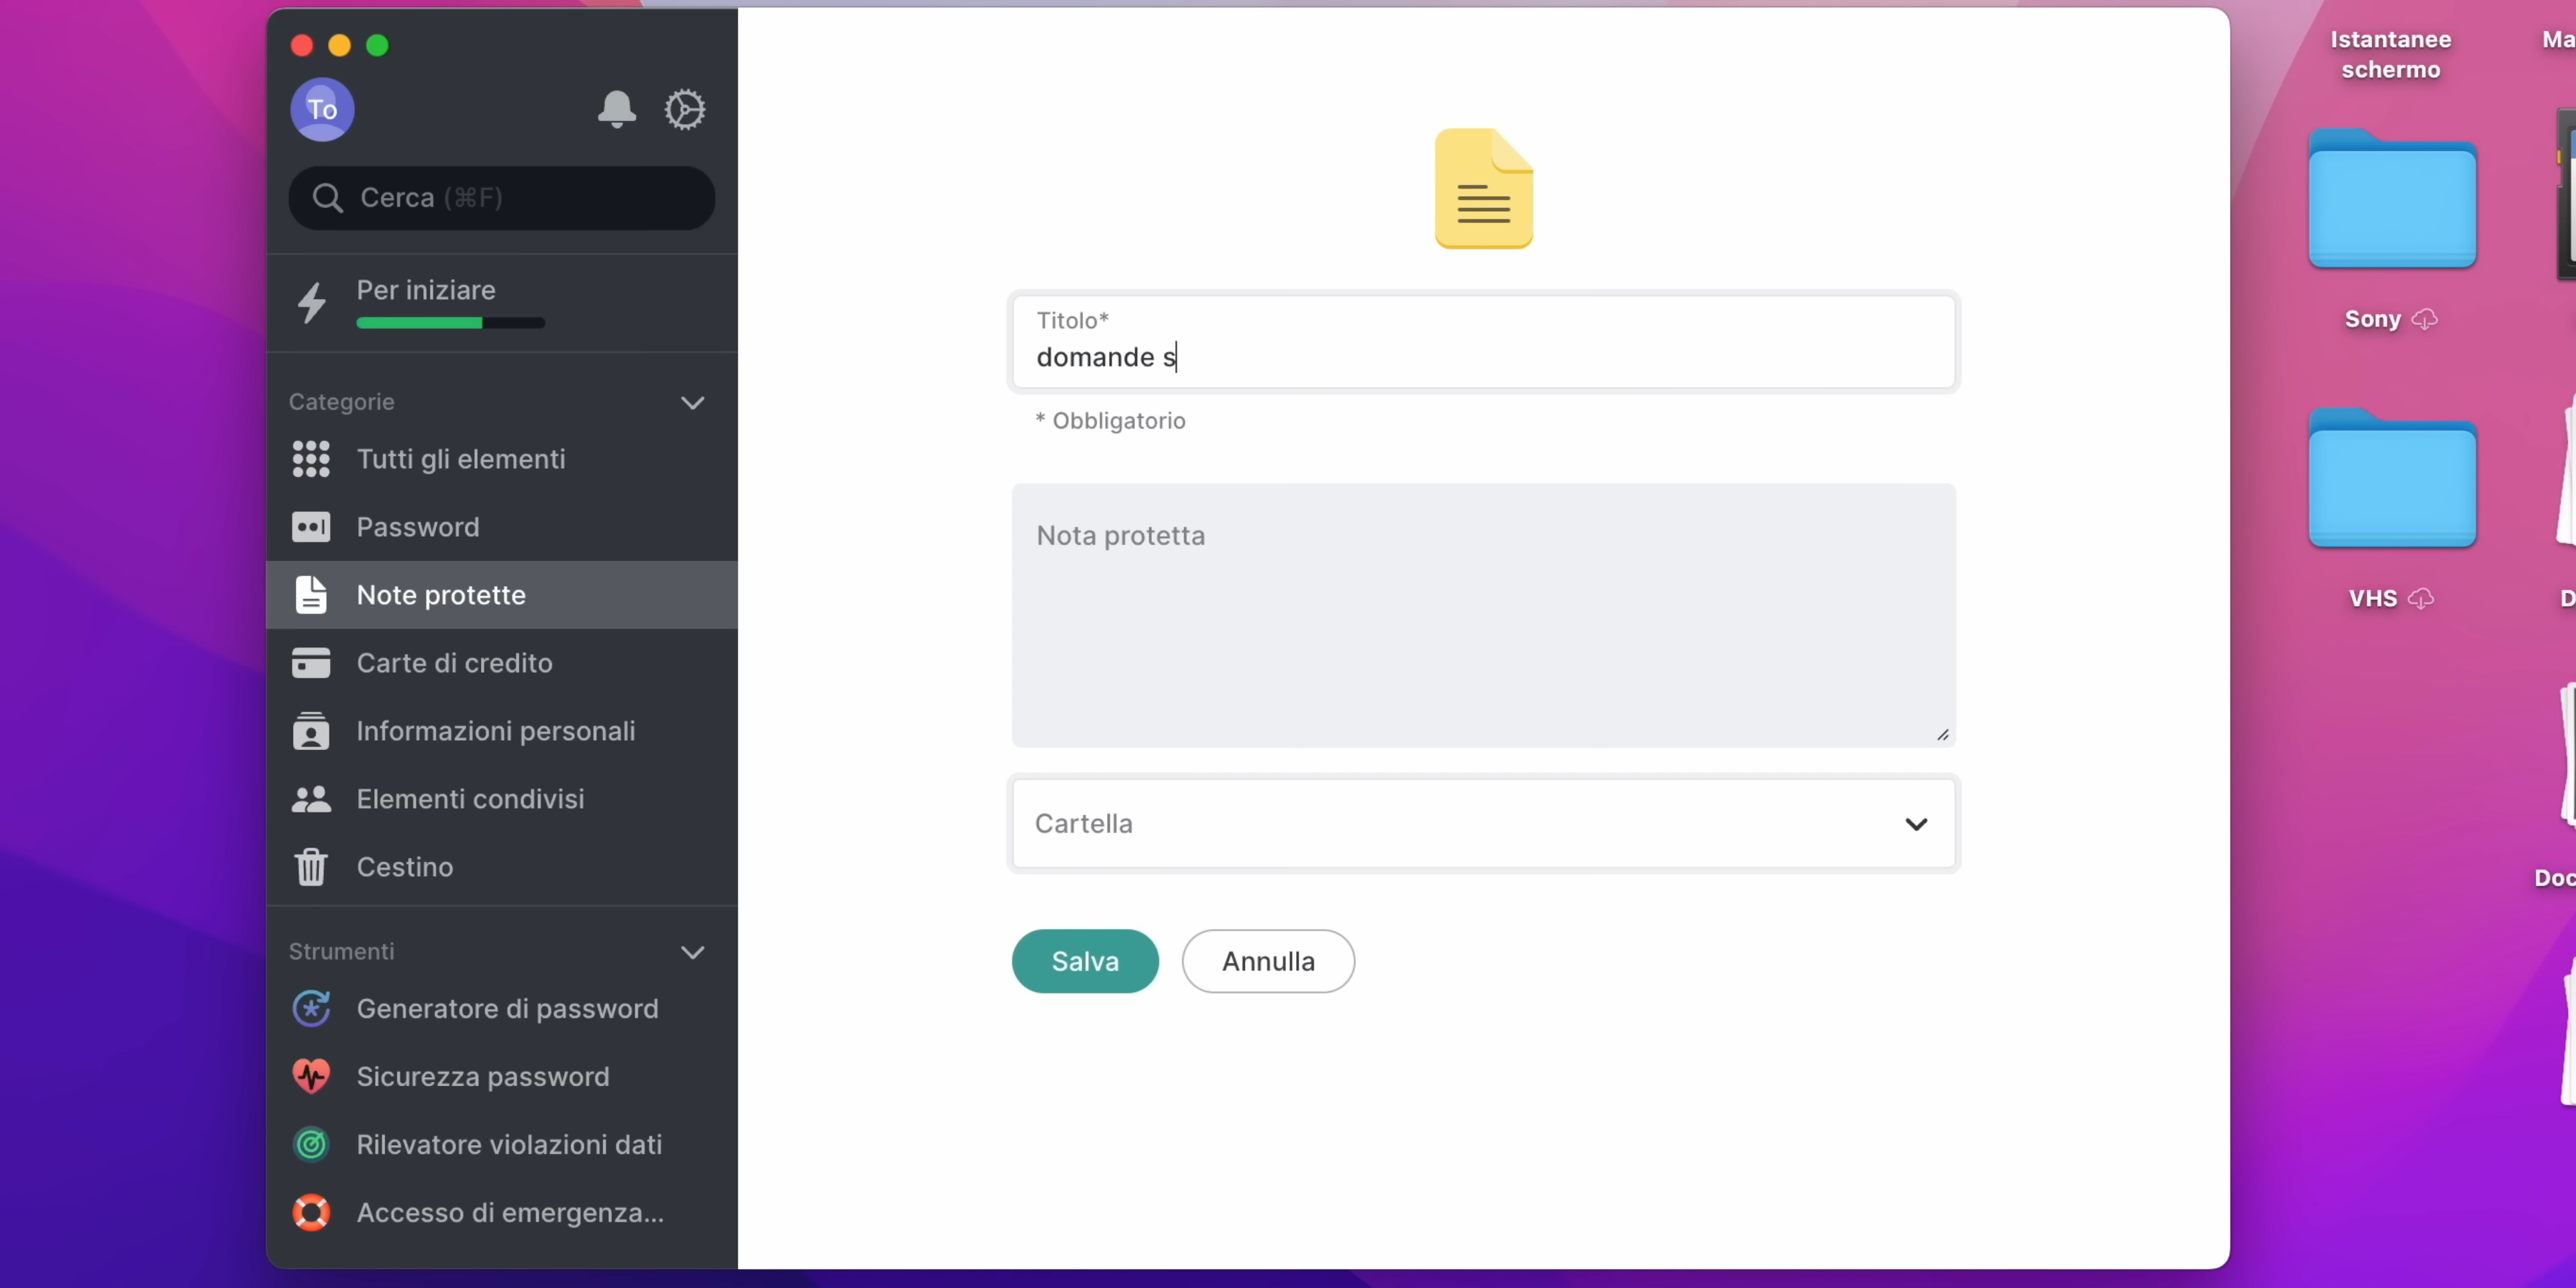 To
Cerca (⌘F)
Per iniziare
Categorie
Tutti gli elementi
Password
Note protette
Carte di credito
Informazioni personali
Elementi condivisi
Cestino
Strumenti
Generatore di password
Sicurezza password
Rilevatore violazioni dati
Accesso di emergenza...
Titolo*
domande s
* Obbligatorio
Nota protetta
Cartella
Salva
Annulla
Istantanee
schermo
Sony
VHS
Ma
D
Doc